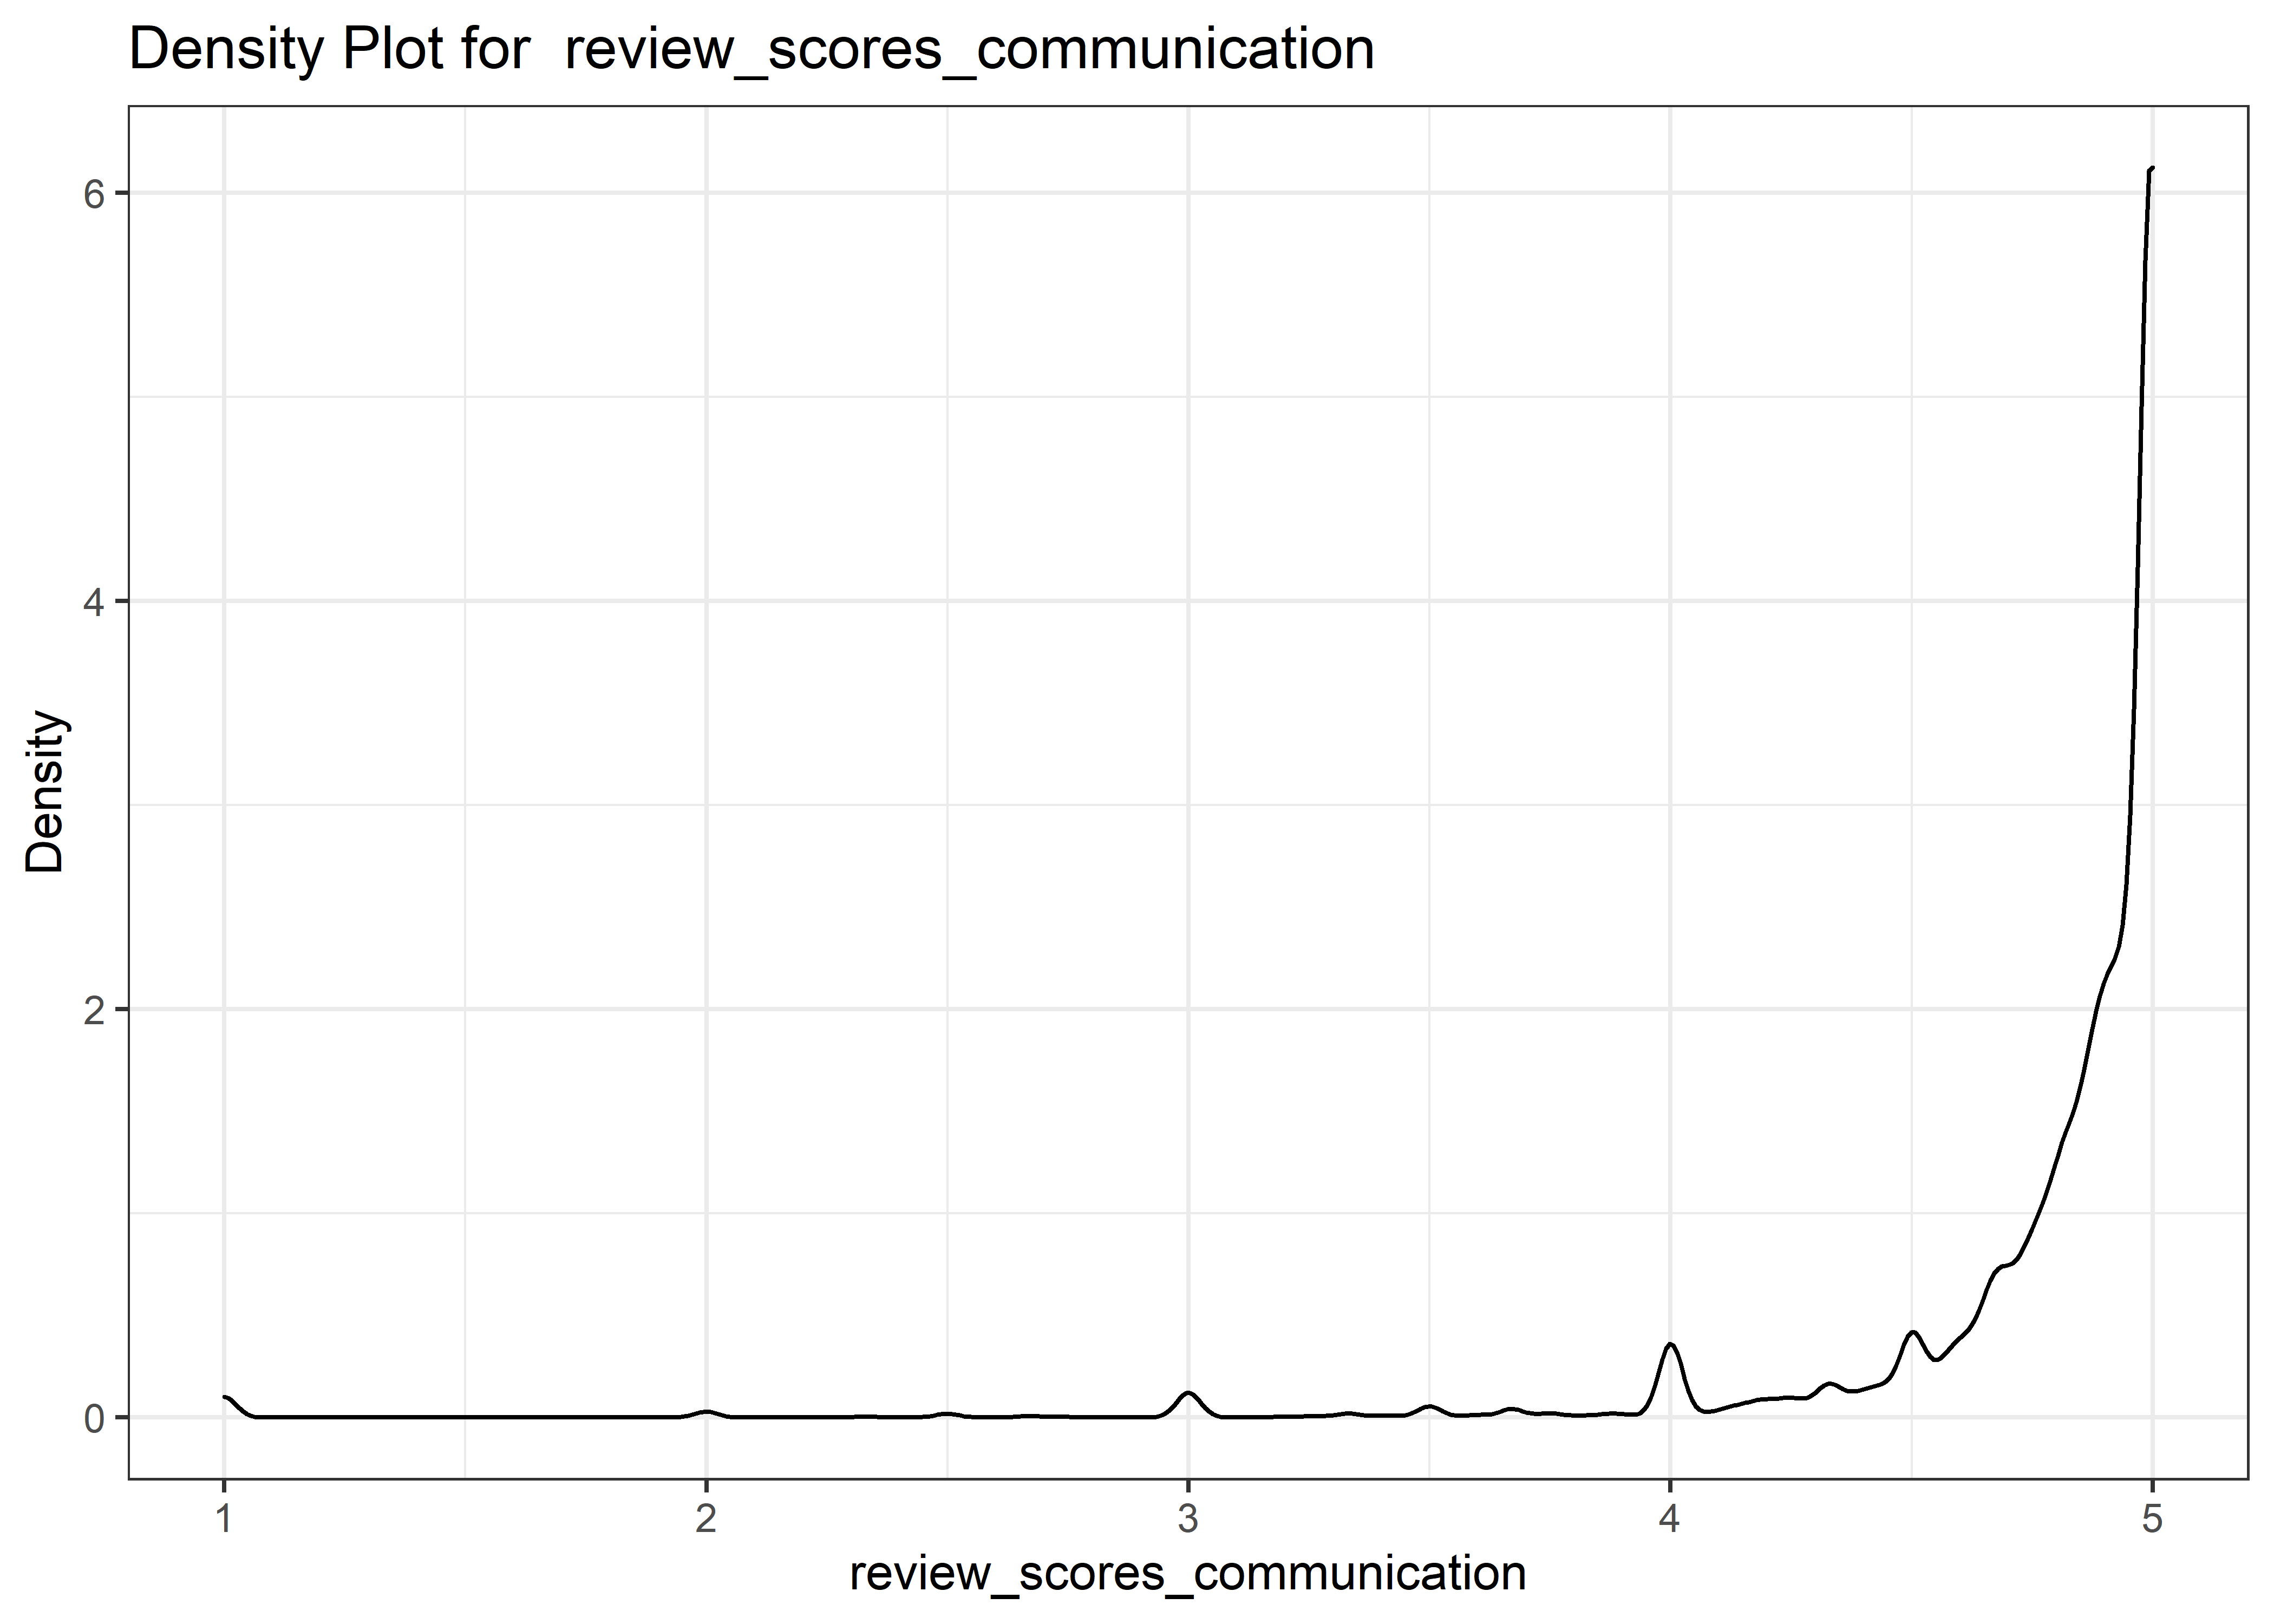 Density Plot for  review_scores_communication
6
4
2
0
Density
1 2 3 4 5
review_scores_communication